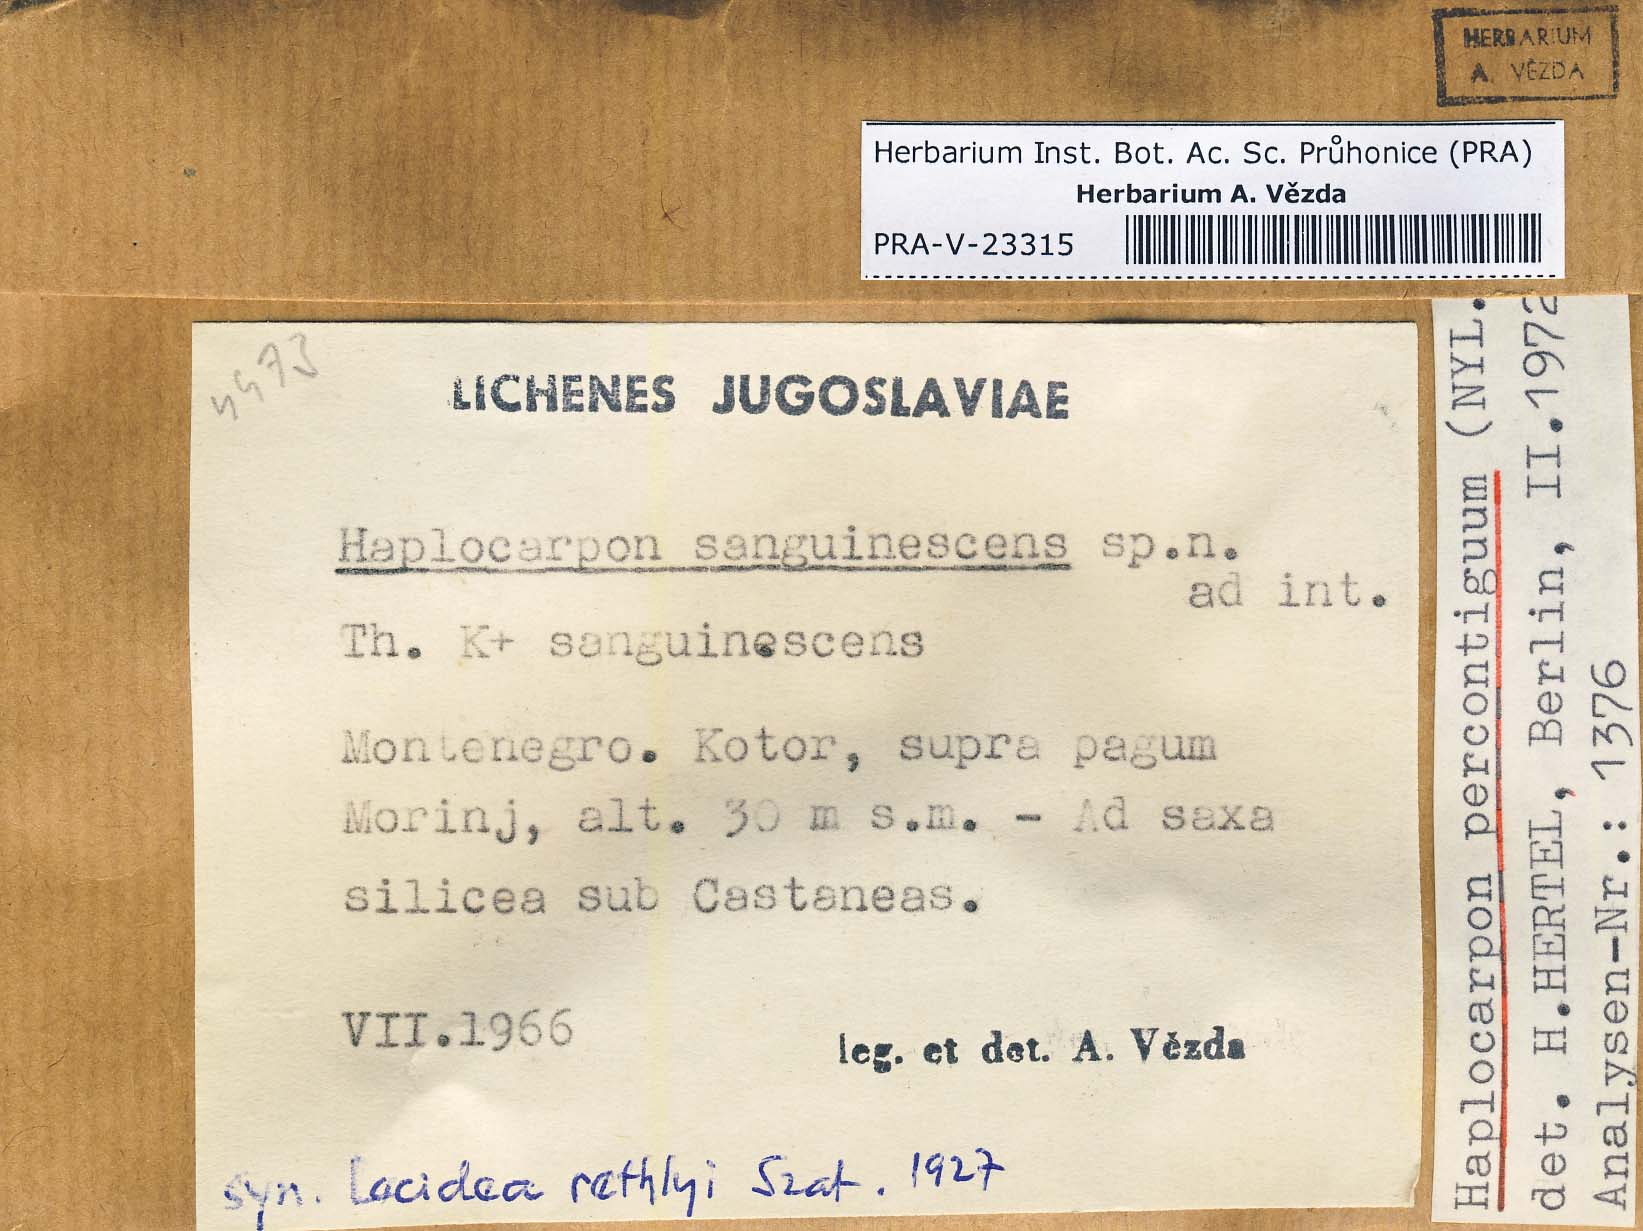 HERBARIUM
A. VĚZDA
Herbarium Inst. Bot. Ac. Sc. Průhonice (PRA)
Herbarium A. Vězda
PRA-V-23315
4473
LICHENES JUGOSLAVIAE
Haplocarpon sanguinescens sp.n.
ad int.
Th. K+ sanguinescens
Montenegro. Kotor, supra pagum
Morinj, alt. 30 m s.m. - Ad saxa
silicea sub Castaneas.
VII.1966
leg. et det. A. Vězda
syn. Lecidea rethlyi Szat. 1927
Haplocarpon percontiguum (NYL.
det. H.HERTEL, Berlin, II.1972
Analysen-Nr.: 1376